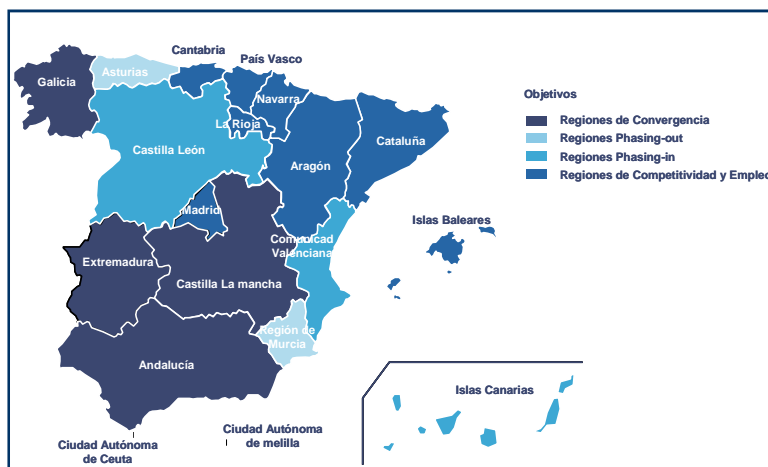 Cantabria
País Vasco
Asturias
Galicia
Navarra
La Rioja
Castilla León
Cataluña
Aragón
Madrid
Islas Baleares
Comunicad
Valenciana
Extremadura
Castilla La mancha
Región de
Murcia
Andalucía
Islas Canarias
Ciudad Autónoma
de Ceuta
Ciudad Autónoma
de melilla
Objetivos
Regiones de Convergencia
Regiones Phasing-out
Regiones Phasing-in
Regiones de Competitividad y Empleo